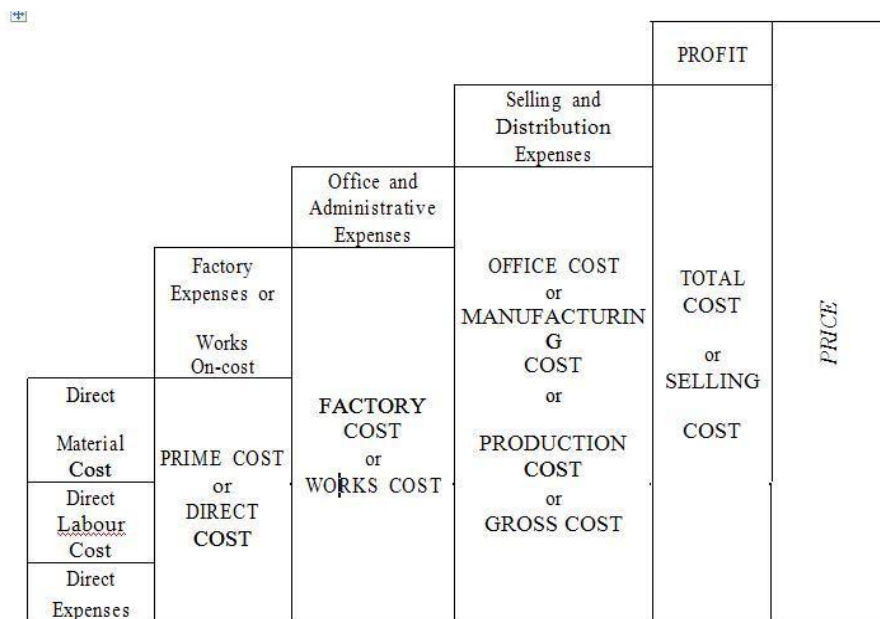 PROFIT
Selling and
Distribution
Expenses
Office and
Administrative
Expenses
Factory
Expenses or
Works
On-cost
Direct
Material
Cost
Direct
Labour
Cost
Direct
Expenses
PRIME COST
or
DIRECT
COST
FACTORY
COST
or
WORKS COST
OFFICE COST
or
MANUFACTURIN
G
COST
or
PRODUCTION
COST
or
GROSS COST
TOTAL
COST
or
SELLING
COST
PRICE